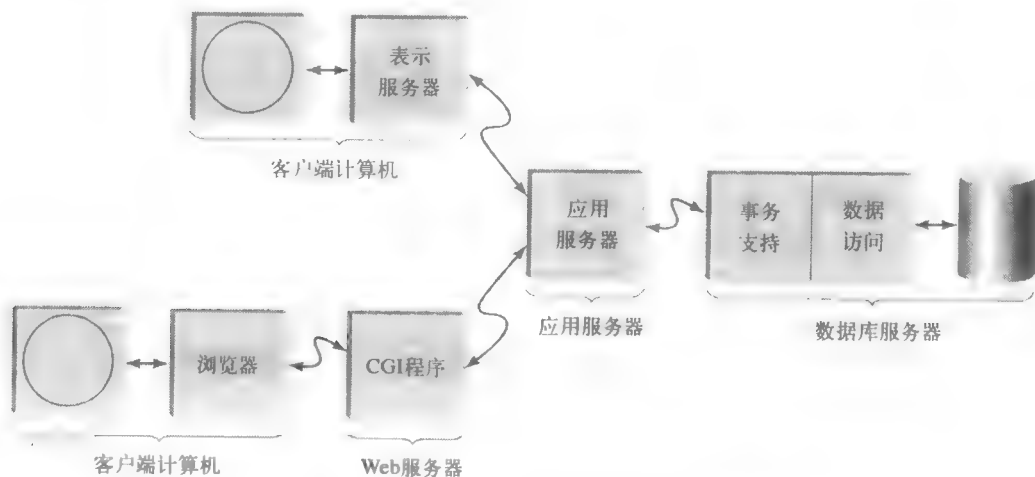 表示
服务器
客户端计算机
应用
服务器
事务
支持
数据
访问
应用服务器
数据库服务器
浏览器
CGI程序
客户端计算机
Web服务器